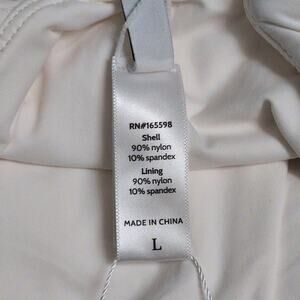 RN#165598
Shell
90% nylon
10% spandex
Lining
90% nylon
10% spandex
MADE IN CHINA
L